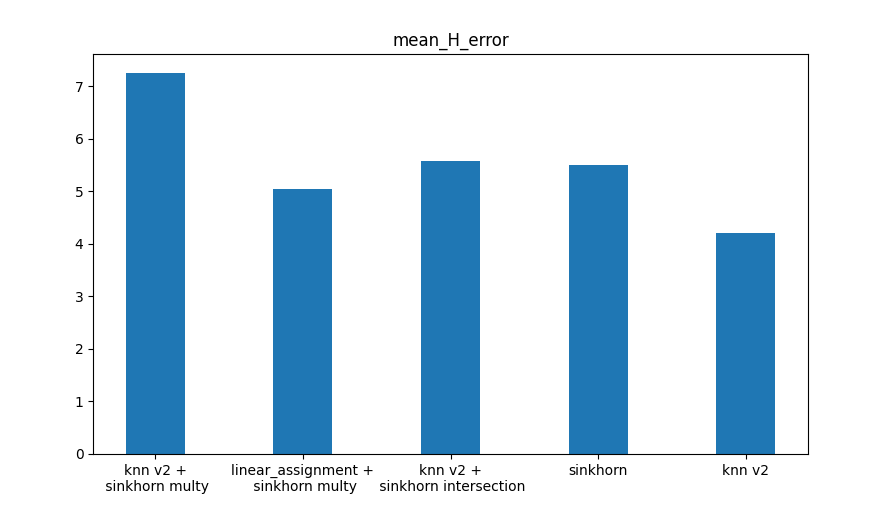 mean_H_error
7
6
5
4
3
2
1
0
knn v2 +
sinkhorn multy
linear_assignment +
sinkhorn multy
knn v2 +
sinkhorn intersection
sinkhorn
knn v2